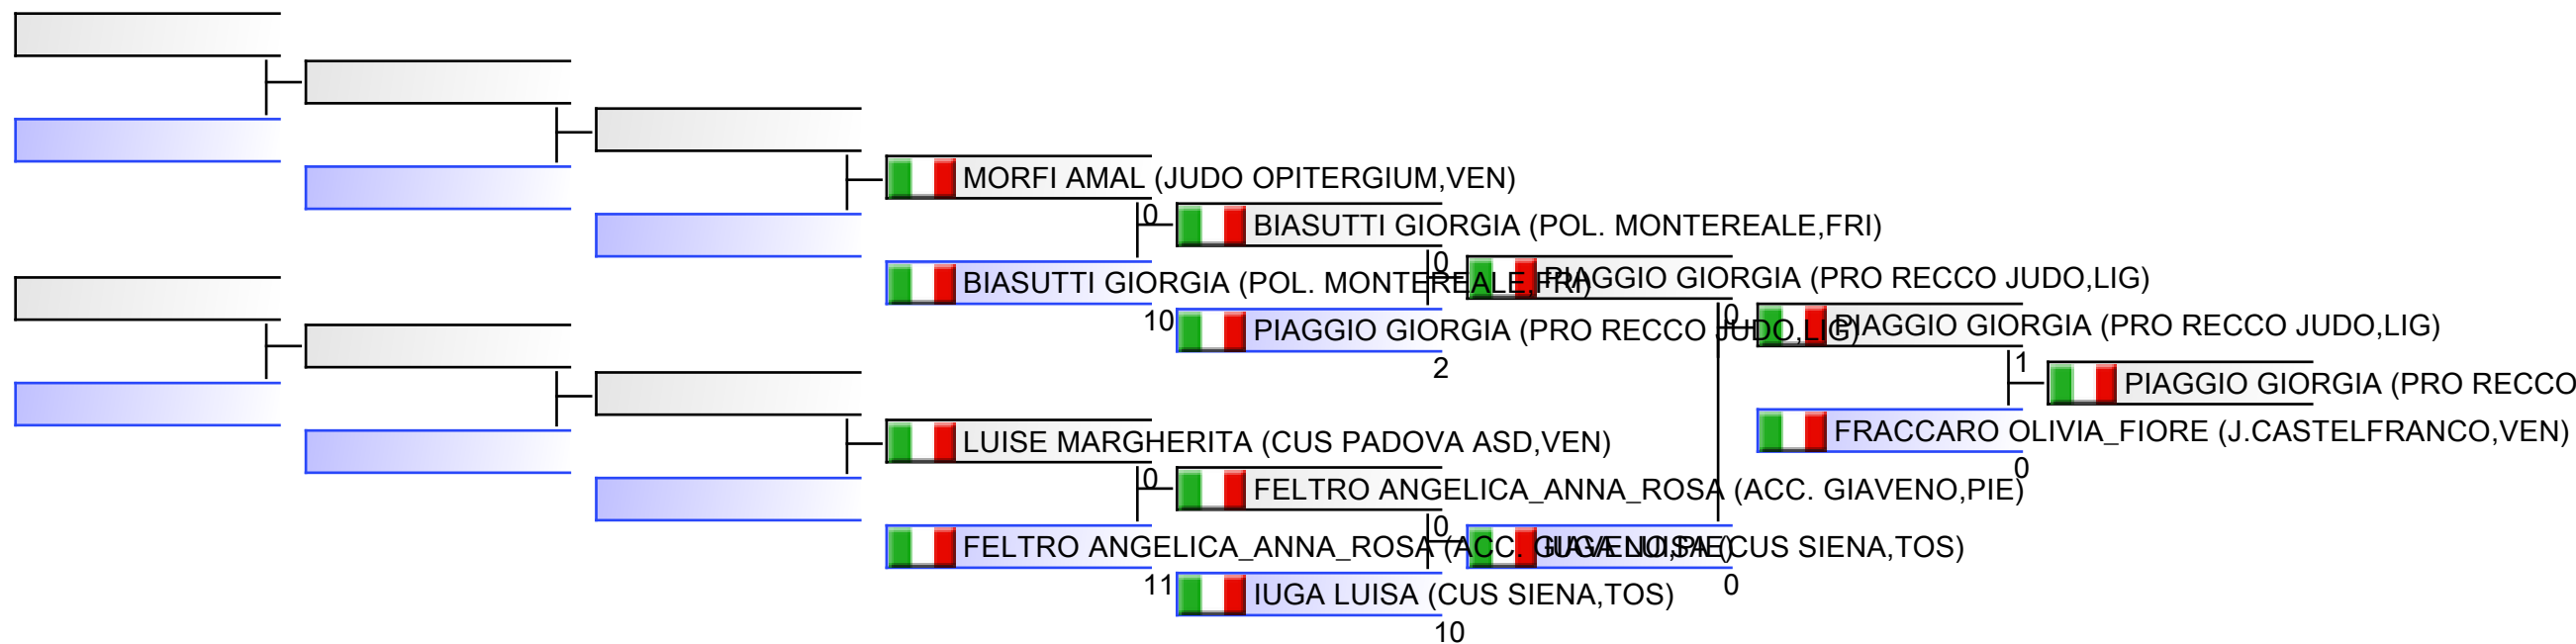 MORFI AMAL (JUDO OPITERGIUM,VEN)
0
BIASUTTI GIORGIA (POL. MONTEREALE,FRI)
0
BIASUTTI GIORGIA (POL. MONTEREALE,FRI)
PIAGGIO GIORGIA (PRO RECCO JUDO,LIG)
10
0
PIAGGIO GIORGIA (PRO RECCO JUDO,LIG)
PIAGGIO GIORGIA (PRO RECCO JUDO,LIG)
2
1
PIAGGIO GIORGIA (PRO RECCO
FRACCARO OLIVIA_FIORE (J.CASTELFRANCO,VEN)
0
LUISE MARGHERITA (CUS PADOVA ASD,VEN)
0
FELTRO ANGELICA_ANNA_ROSA (ACC. GIAVENO,PIE)
0
FELTRO ANGELICA_ANNA_ROSA (ACC. GIAVENO,PIE)
IUGA LUISA (CUS SIENA,TOS)
11
0
IUGA LUISA (CUS SIENA,TOS)
10